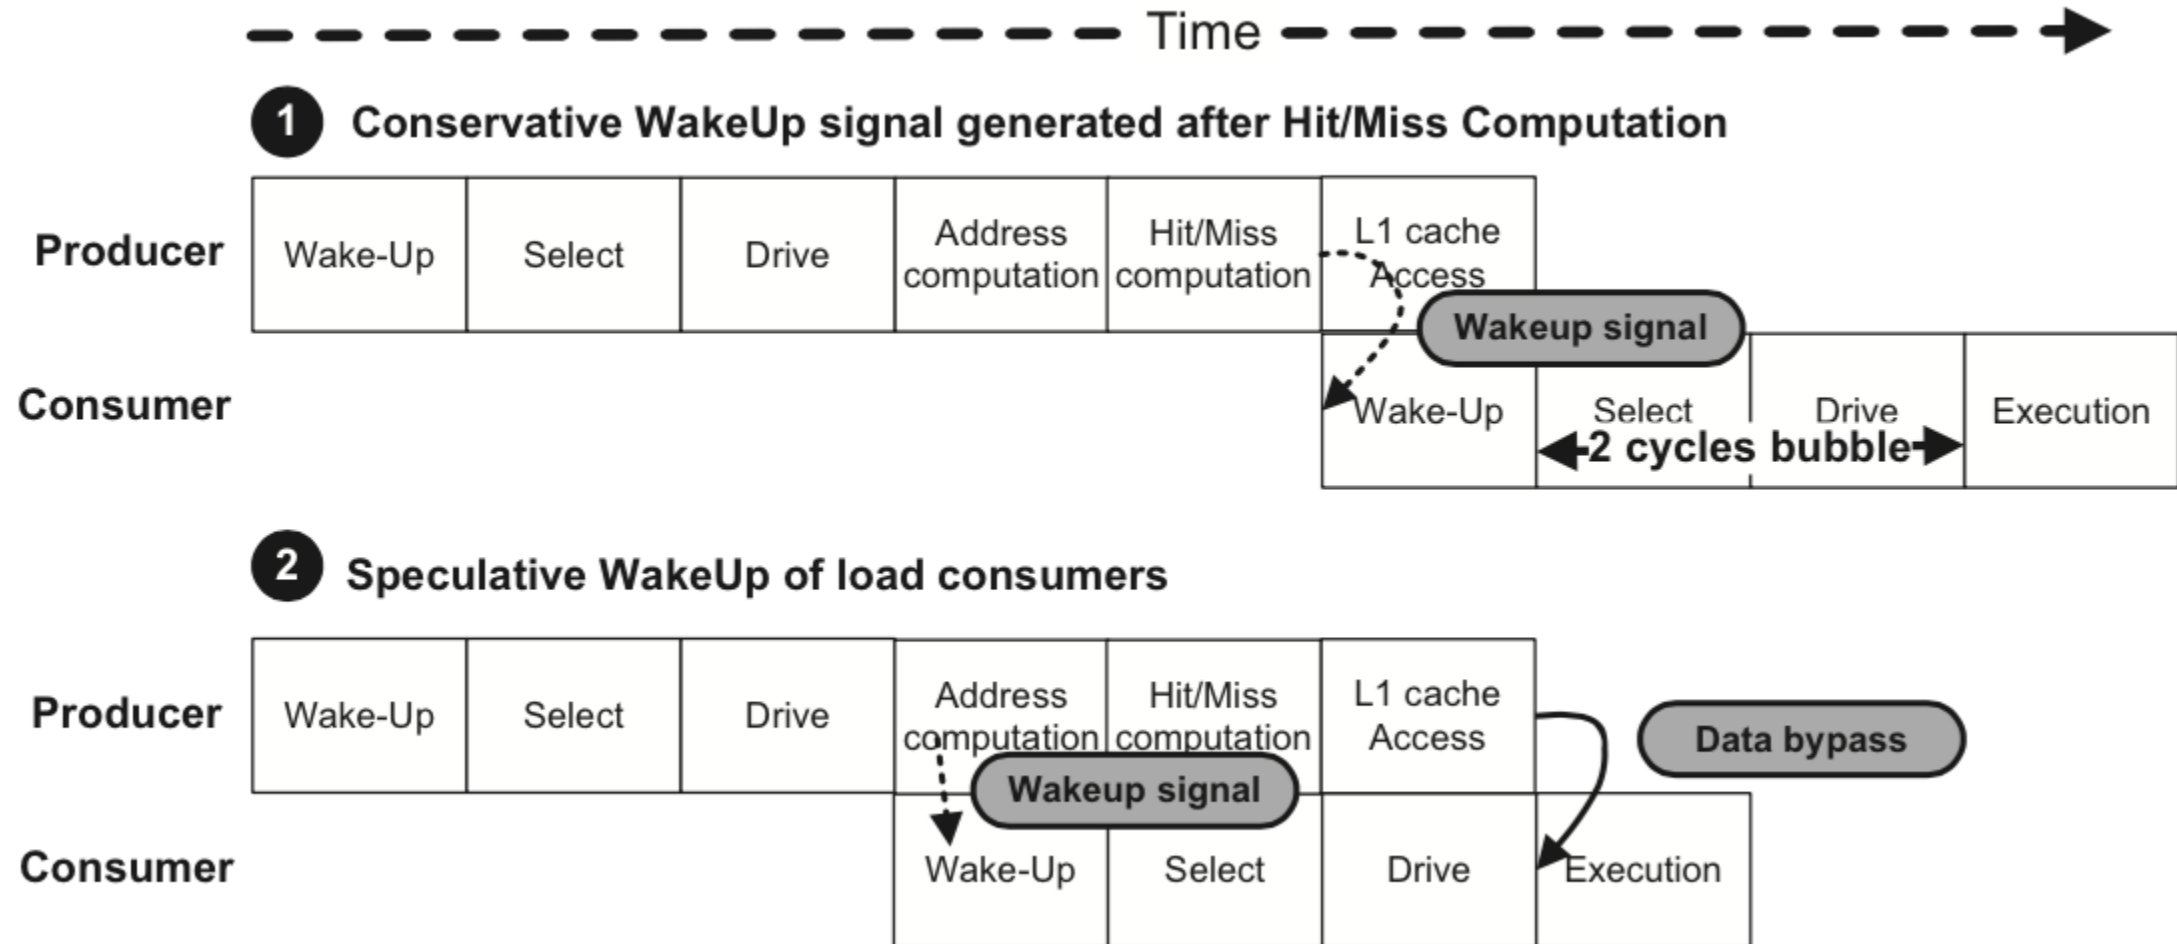 Time
1 Conservative WakeUp signal generated after Hit/Miss Computation
Producer
Wake-Up
Select
Drive
Address
computation
Hit/Miss
computation
L1 cache
Access
Wakeup signal
Consumer
Wake-Up
Select
Drive
Execution
2 cycles bubble
2 Speculative WakeUp of load consumers
Producer
Wake-Up
Select
Drive
Address
computation
Hit/Miss
computation
L1 cache
Access
Data bypass
Wakeup signal
Consumer
Wake-Up
Select
Drive
Execution